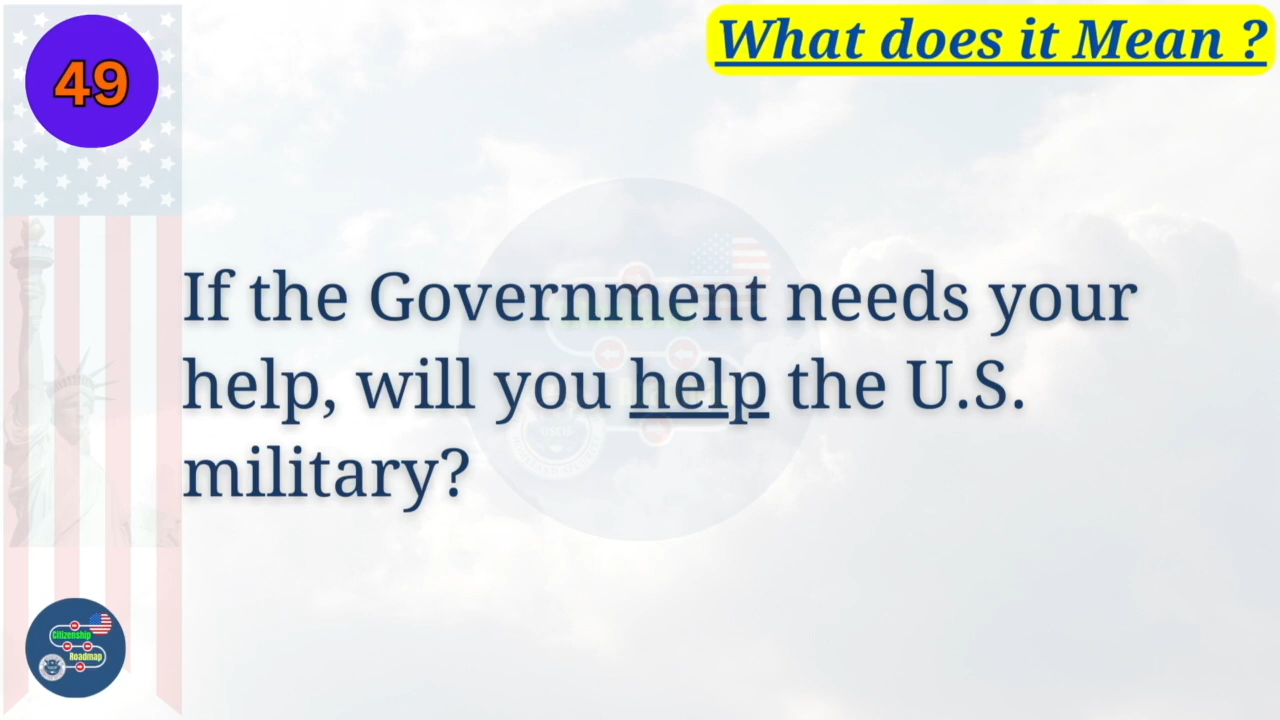 49
What does it Mean ?
If the Government needs your
help, will you help the U.S.
military?
Citizenship
Roadmap